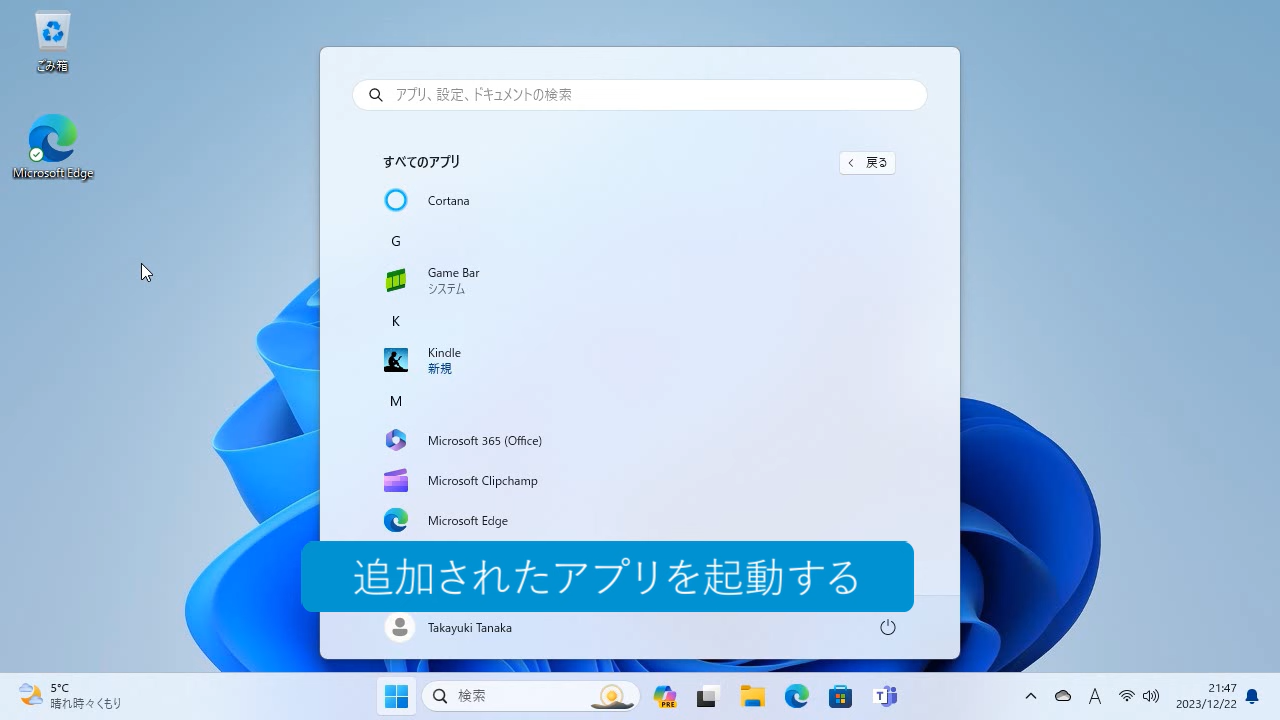 ごみ箱
Microsoft Edge
アプリ、設定、ドキュメントの検索
すべてのアプリ
戻る
Cortana
G
Game Bar
システム
K
Kindle
新規
M
Microsoft 365 (Office)
Microsoft Clipchamp
Microsoft Edge
追加されたアプリを起動する
Takayuki Tanaka
5°C
晴れ時々くもり
検索
PRE
T
A
21:47
2023/12/22